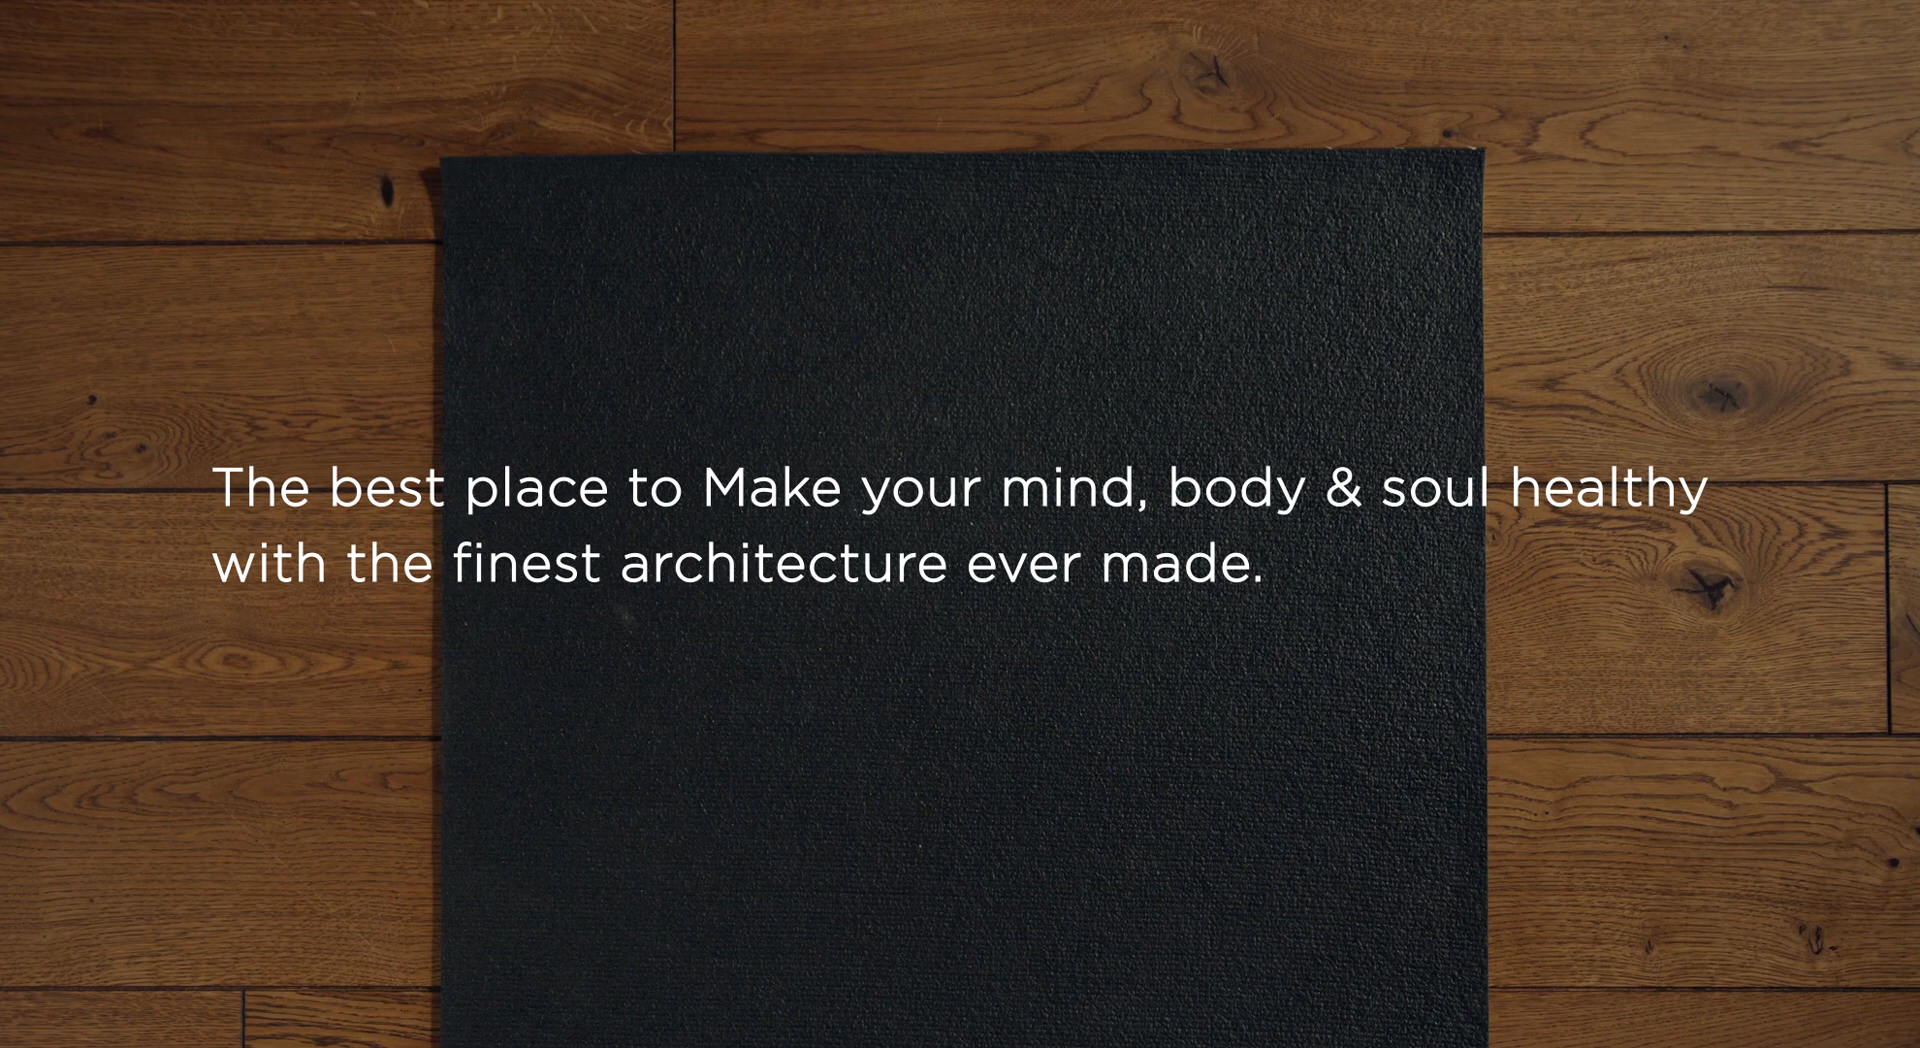 The best place to Make your mind, body & soul healthy
with the finest architecture ever made.